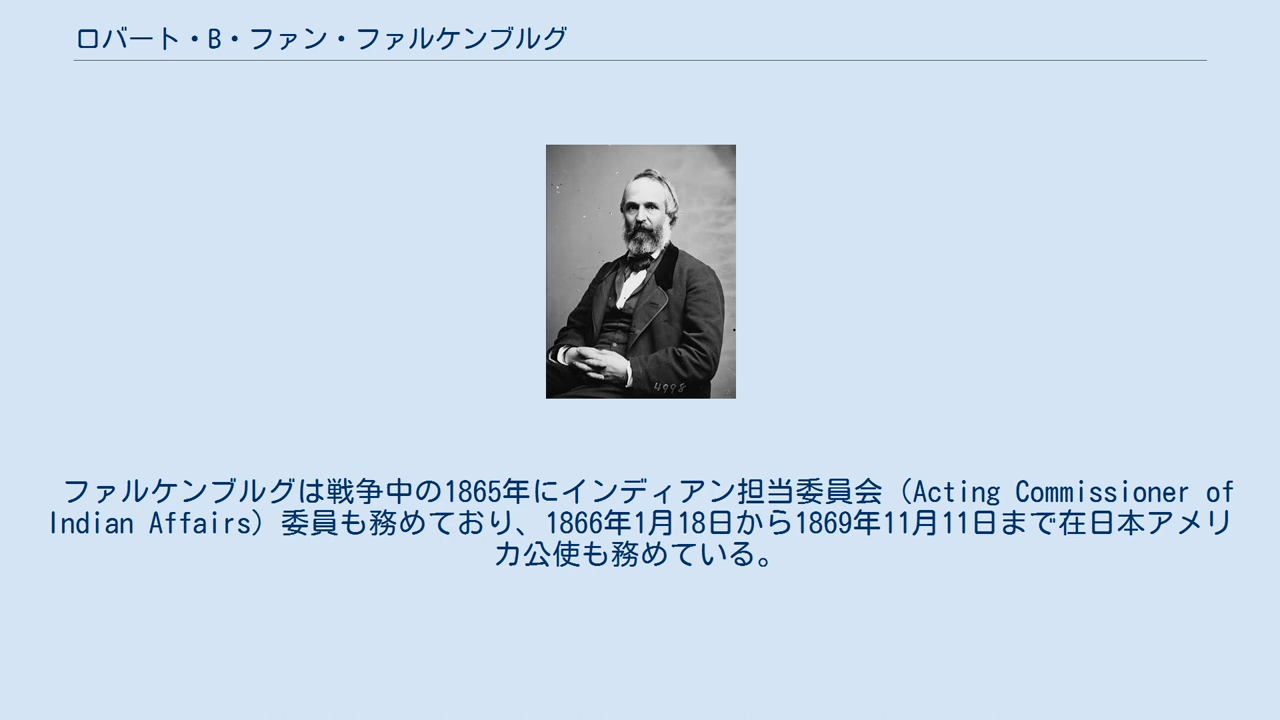 ロバート・B・ファン・ファルケンブルグ
4998
ファルケンブルグは戦争中の1865年にインディアン担当委員会（Acting Commissioner of
Indian Affairs）委員も務めており、1866年1月18日から1869年11月11日まで在日本アメリ
カ公使も務めている。